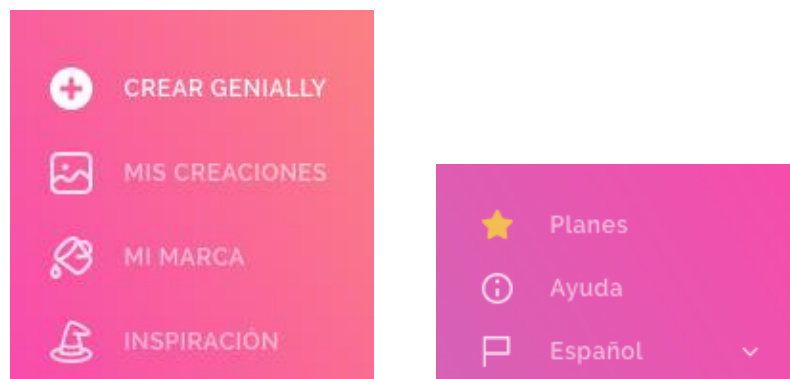 CREAR GENIALLY
MIS CREACIONES
MI MARCA
INSPIRACIÓN
Planes
Ayuda
Español